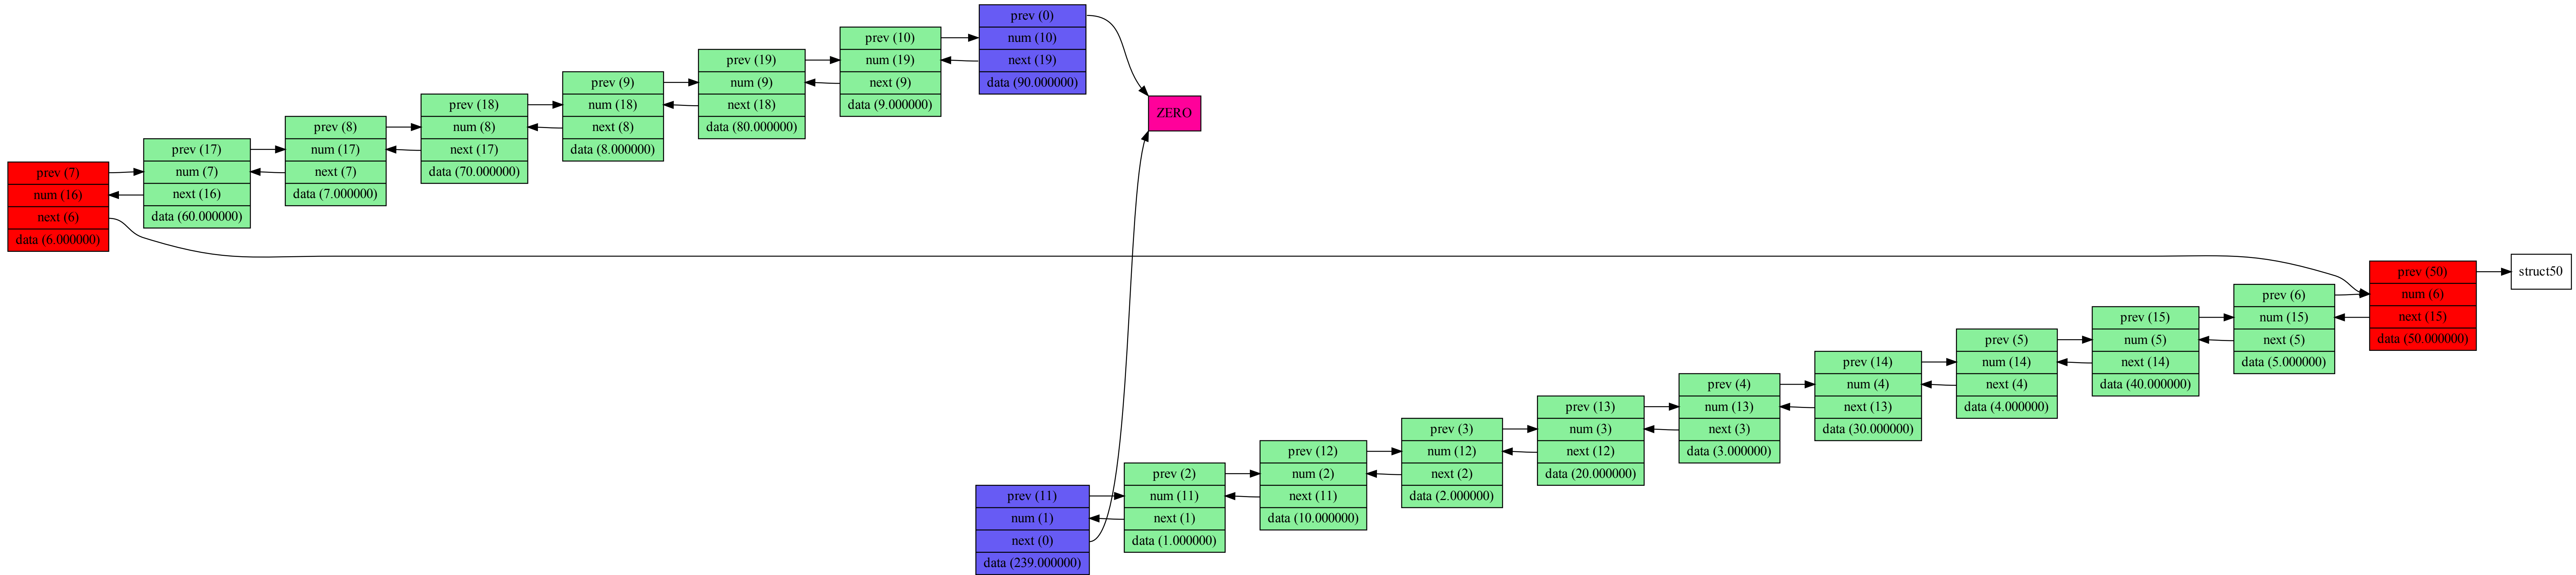 prev (0)
num (10)
next (19)
data (90.000000)
prev (10)
num (19)
next (9)
data (9.000000)
prev (19)
num (9)
next (18)
data (80.000000)
prev (9)
num (18)
next (8)
data (8.000000)
prev (18)
num (8)
next (17)
data (70.000000)
prev (8)
num (17)
next (7)
data (7.000000)
prev (17)
num (7)
next (16)
data (60.000000)
prev (7)
num (16)
next (6)
data (6.000000)
ZERO
struct50
prev (50)
num (6)
next (15)
data (50.000000)
prev (6)
num (15)
next (5)
data (5.000000)
prev (15)
num (5)
next (14)
data (40.000000)
prev (5)
num (14)
next (4)
data (4.000000)
prev (14)
num (4)
next (13)
data (30.000000)
prev (4)
num (13)
next (3)
data (3.000000)
prev (13)
num (3)
next (12)
data (20.000000)
prev (3)
num (12)
next (2)
data (2.000000)
prev (12)
num (2)
next (11)
data (10.000000)
prev (2)
num (11)
next (1)
data (1.000000)
prev (11)
num (1)
next (0)
data (239.000000)